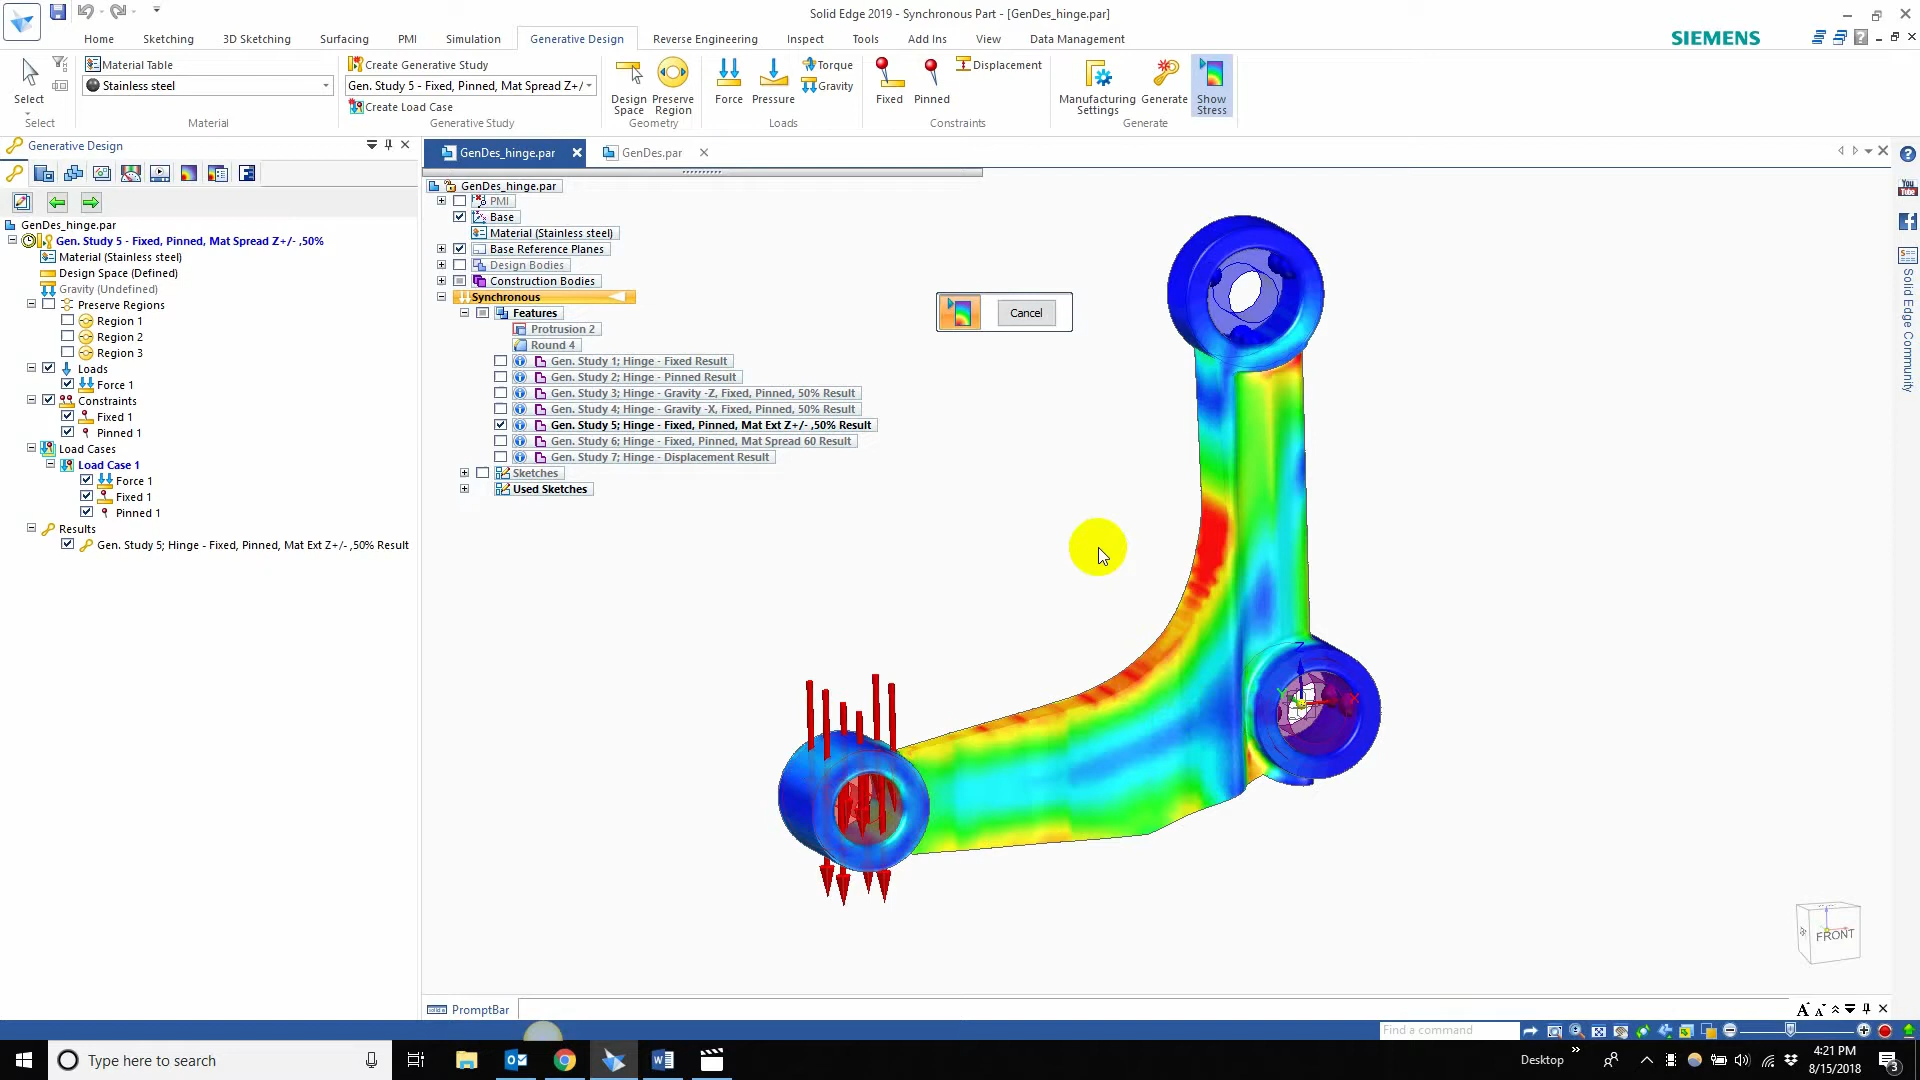 Solid Edge 2019 - Synchronous Part - [GenDes_hinge.par]
Home Sketching 3D Sketching Surfacing PMI Simulation Generative Design Reverse Engineering Inspect Tools Add Ins View Data Management SIEMENS
Material Table
Stainless steel
Material
Select
Select
Create Generative Study
Gen. Study 5 - Fixed, Pinned, Mat Spread Z+/-
Create Load Case
Generative Study
Design Space
Preserve Region
Geometry
Force
Pressure
Torque
Gravity
Loads
Fixed
Pinned
Displacement
Constraints
Manufacturing Settings
Generate
Show Stress
Generate
Generative Design
GenDes_hinge.par
Gen. Study 5 - Fixed, Pinned, Mat Spread Z+/- ,50%
Material (Stainless steel)
Design Space (Defined)
Gravity (Undefined)
Preserve Regions
Region 1
Region 2
Region 3
Loads
Force 1
Constraints
Fixed 1
Pinned 1
Load Cases
Load Case 1
Force 1
Fixed 1
Pinned 1
Results
Gen. Study 5; Hinge - Fixed, Pinned, Mat Ext Z+/- ,50% Result
GenDes_hinge.par
GenDes.par
GenDes_hinge.par
PMI
Base
Material (Stainless steel)
Base Reference Planes
Design Bodies
Construction Bodies
Synchronous
Features
Protrusion 2
Round 4
Gen. Study 1; Hinge - Fixed Result
Gen. Study 2; Hinge - Pinned Result
Gen. Study 3; Hinge - Gravity -Z, Fixed, Pinned, 50% Result
Gen. Study 4; Hinge - Gravity -X, Fixed, Pinned, 50% Result
Gen. Study 5; Hinge - Fixed, Pinned, Mat Ext Z+/- ,50% Result
Gen. Study 6; Hinge - Fixed, Pinned, Mat Spread 60 Result
Gen. Study 7; Hinge - Displacement Result
Sketches
Used Sketches
Cancel
Z
X
FRONT
You Tube
Solid Edge Community
PromptBar
Find a command
Type here to search
Desktop
4:21 PM
8/15/2018
3